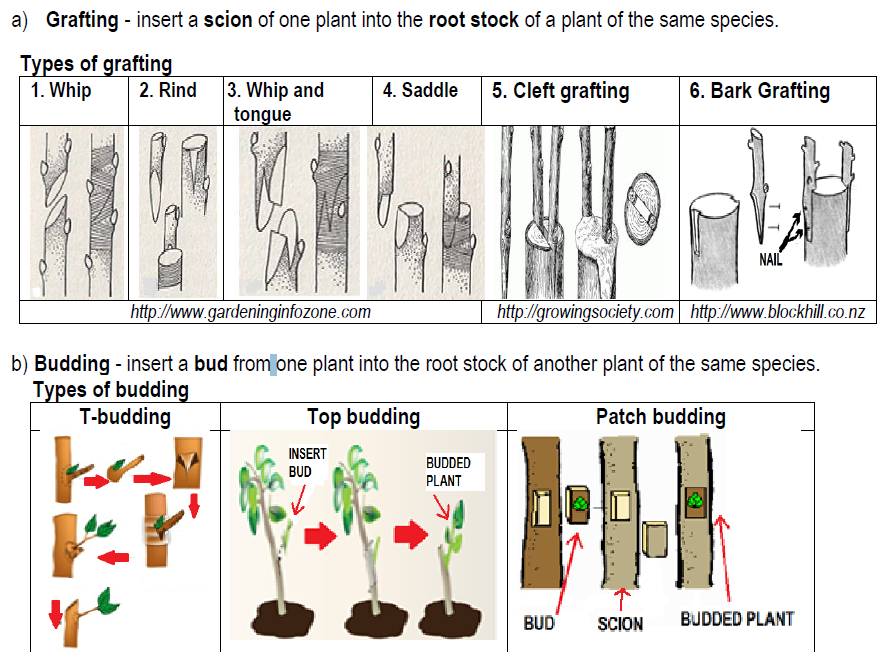 a) Grafting - insert a scion of one plant into the root stock of a plant of the same species.
Types of grafting
1. Whip
2. Rind
3. Whip and
tongue
4. Saddle
5. Cleft grafting
6. Bark Grafting
NAIL
http://www.gardeninginfozone.com
http://growingsociety.com
http://www.blockhill.co.nz
b) Budding - insert a bud from one plant into the root stock of another plant of the same species.
Types of budding
T-budding
Top budding
Patch budding
INSERT
BUD
BUDDED
PLANT
BUD
SCION
BUDDED PLANT